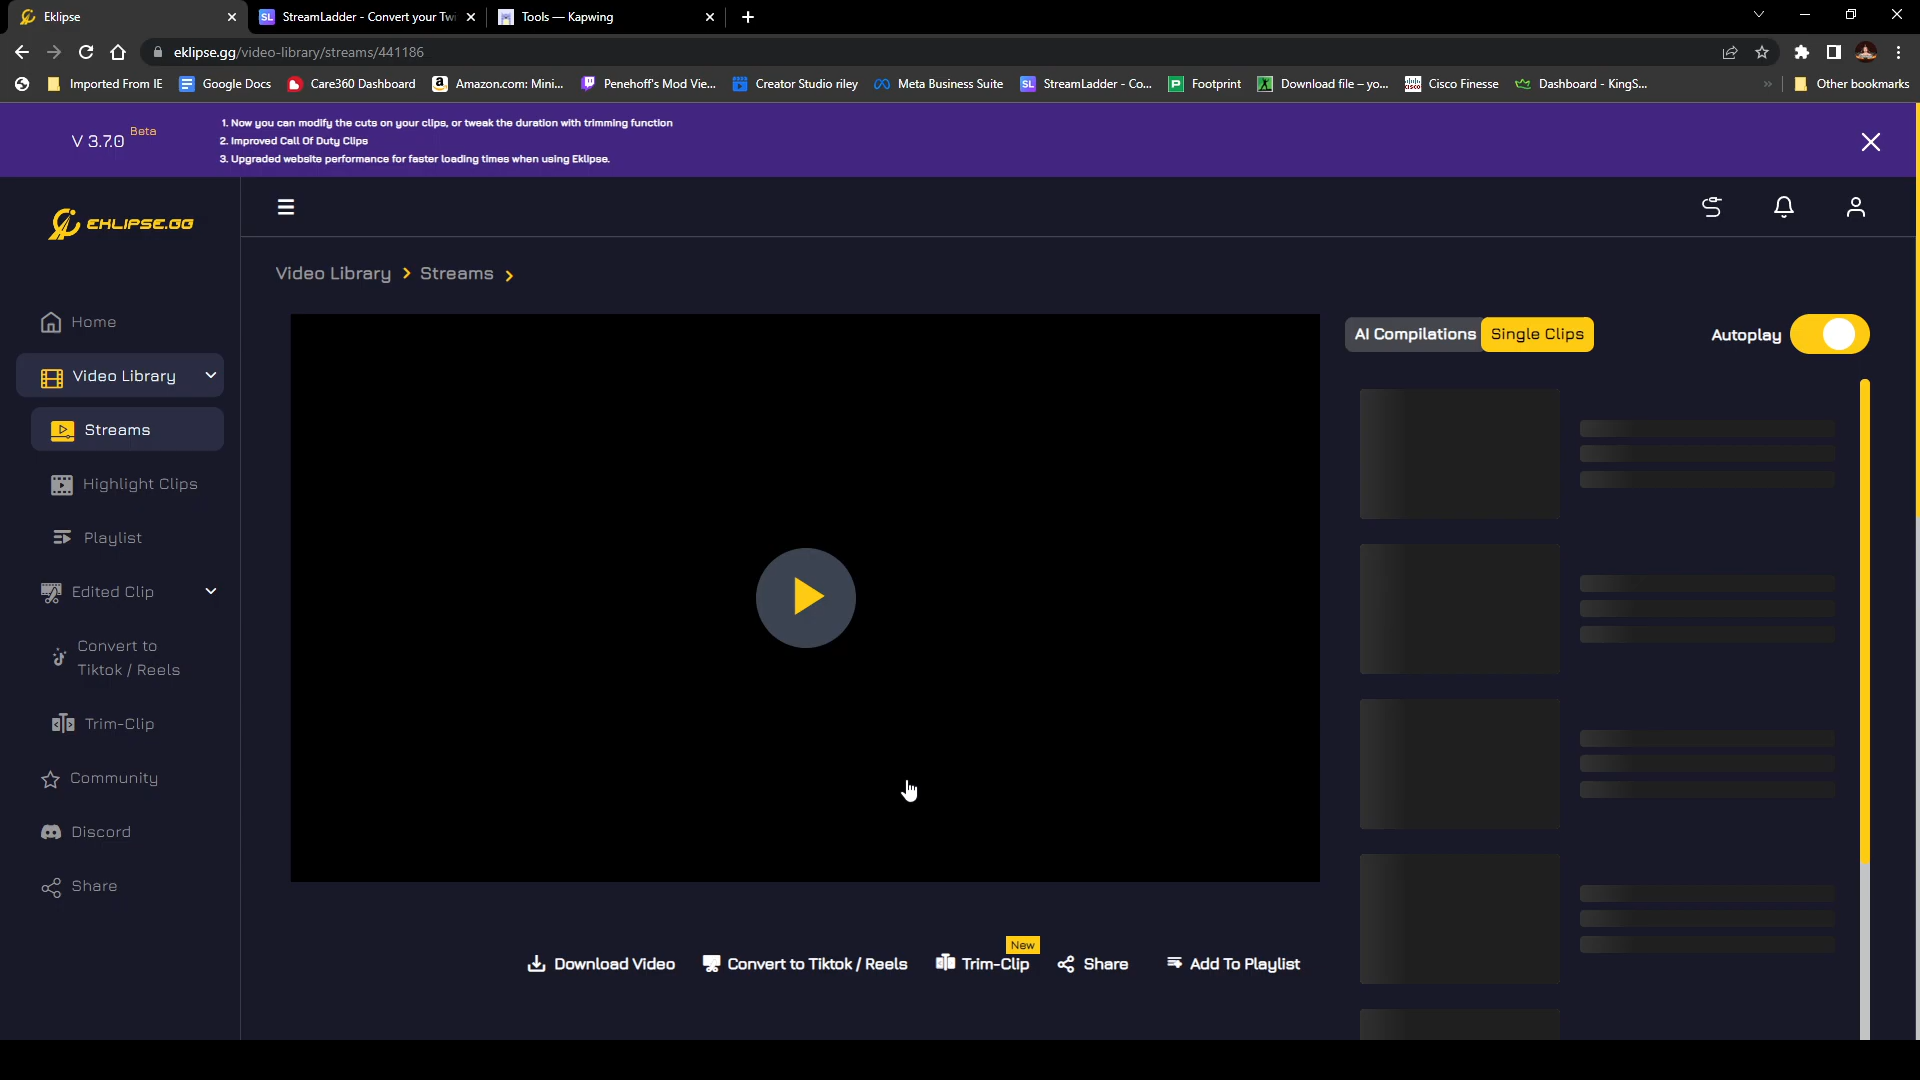 Eklipse
StreamLadder - Convert your Twi
Tools — Kapwing
eklipse.gg/video-library/streams/441186
Imported From IE
Google Docs
Care360 Dashboard
Amazon.com: Mini...
Penehoff's Mod Vie...
Creator Studio riley
Meta Business Suite
StreamLadder - Co...
Footprint
Download file – yo...
Cisco Finesse
Dashboard - KingS...
Other bookmarks
V 3.7.0 Beta
1. Now you can modify the cuts on your clips, or tweak the duration with trimming function
2. Improved Call Of Duty Clips
3. Upgraded website performance for faster loading times when using Eklipse.
EKLIPSE.GG
Video Library > Streams >
Home
Video Library
Streams
Highlight Clips
Playlist
Edited Clip
Convert to
Tiktok / Reels
Trim-Clip
Community
Discord
Share
AI Compilations
Single Clips
Autoplay
New
Download Video
Convert to Tiktok / Reels
Trim-Clip
Share
Add To Playlist